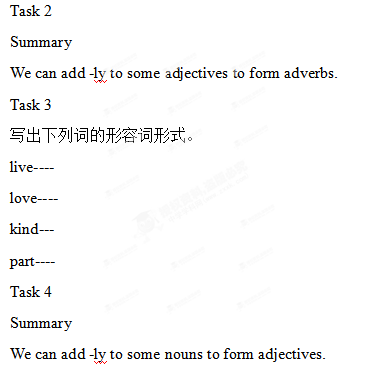 Task 2
Summary
We can add -ly to some adjectives to form adverbs.
Task 3
写出下列词的形容词形式。
live----
love----
kind---
part----
Task 4
Summary
We can add -ly to some nouns to form adjectives.